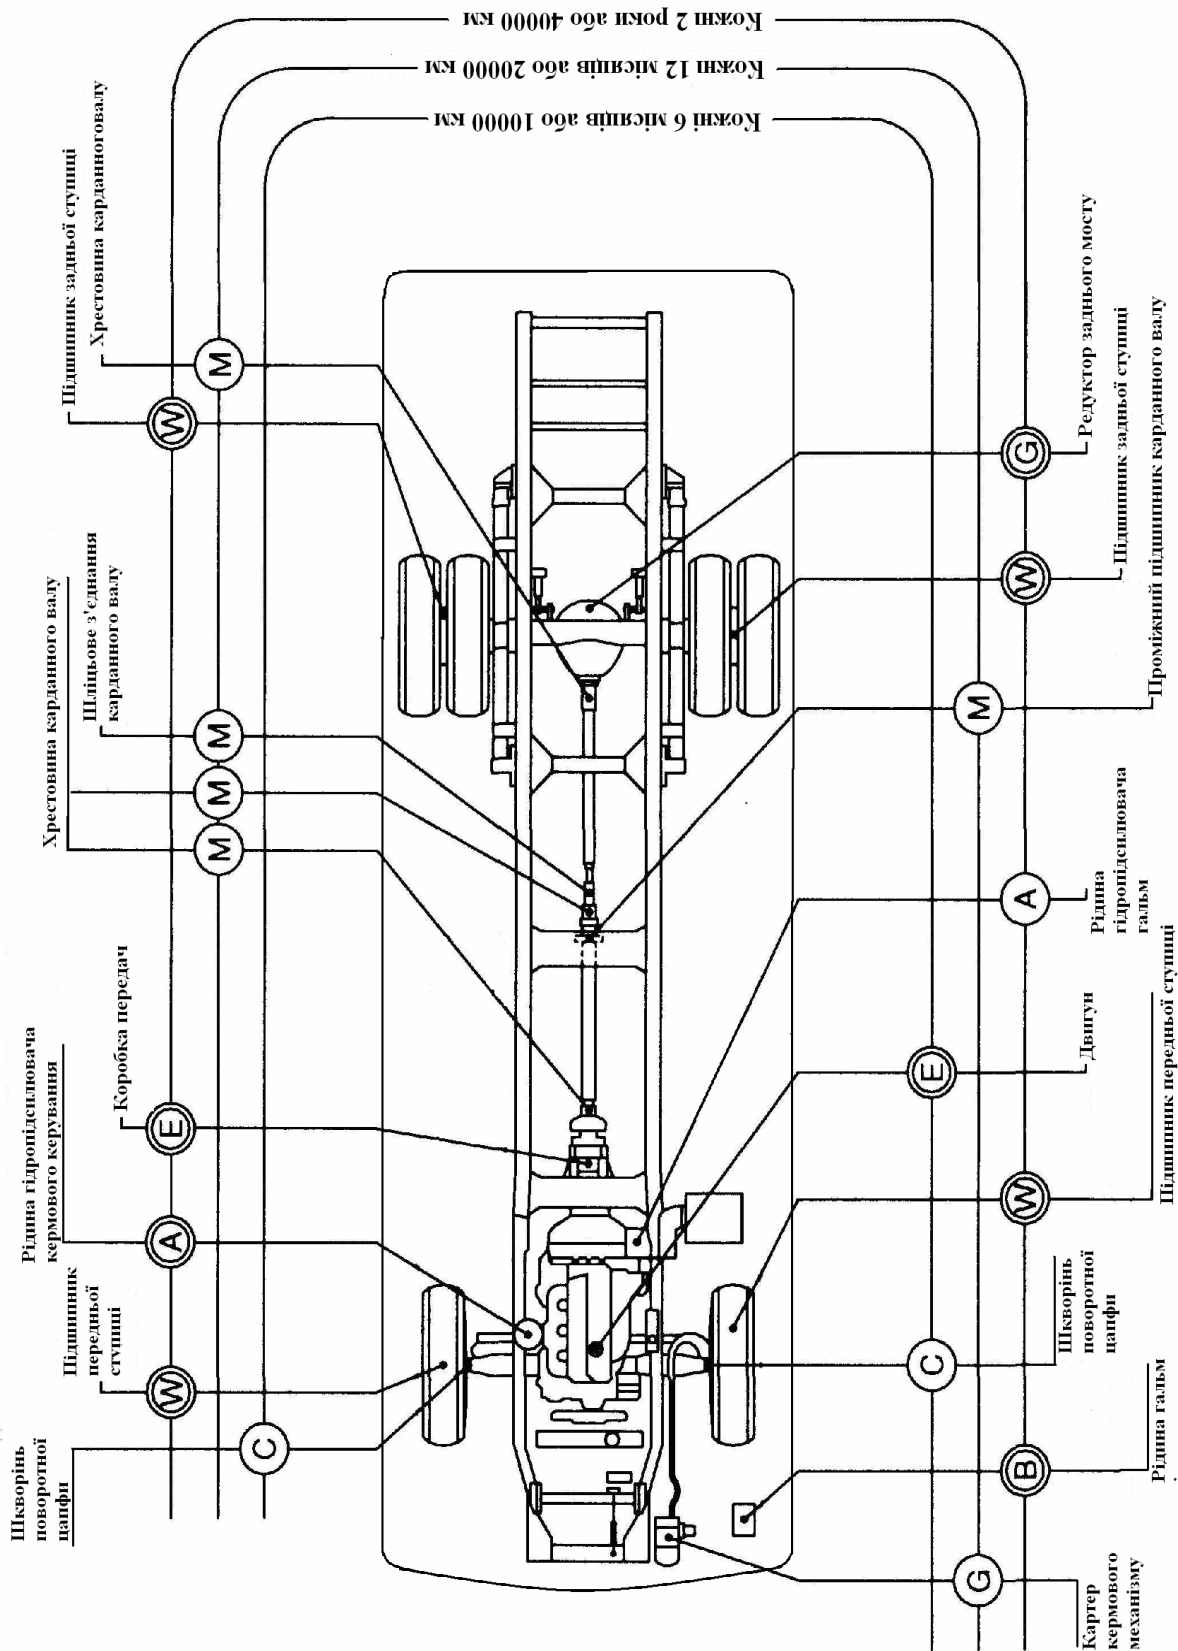 Кожні 2 роки або 40000 км
Кожні 12 місяців або 20000 км
Кожні 6 місяців або 10000 км
Шкворінь
поворотної
цапфи
C
Підшипник
передньої
ступиці
W
Рідина гідропідсилювача
кермового керування
A
Коробка передач
E
Хрестовина карданного валу
M
M
Шліцьове з'єднання
карданного валу
M
Підшипник задньої ступиці
W
Хрестовина карданноговалу
M
Картер
кермового
механізму
G
Рідина гальм
B
Шкворінь
поворотної
цапфи
C
Підшипник передньої ступиці
W
Двигун
E
Рідина
гідропідсилювача
гальм
A
Проміжний підшипник карданного валу
M
Підшипник задньої ступиці
W
Редуктор заднього мосту
G